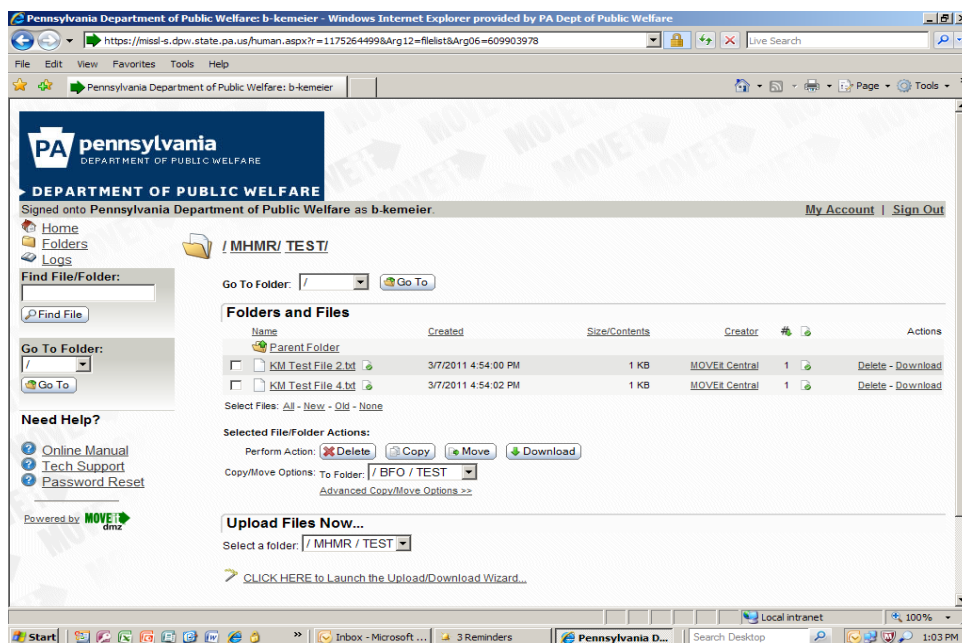 Pennsylvania Department of Public Welfare: b-kemeier - Windows Internet Explorer provided by PA Dept of Public Welfare
https://missl-s.dpw.state.pa.us/human.aspx?r=1175264499&Arg12=filelist&Arg06=609903978
Live Search
File Edit View Favorites Tools Help
Pennsylvania Department of Public Welfare: b-kemeier
Page Tools
PA pennsylvania
DEPARTMENT OF PUBLIC WELFARE
DEPARTMENT OF PUBLIC WELFARE
Signed onto Pennsylvania Department of Public Welfare as b-kemeier.
My Account | Sign Out
Home
Folders
Logs
Find File/Folder:
Find File
Go To Folder:
/
Go To
Need Help?
Online Manual
Tech Support
Password Reset
Powered by MOVEit dmz
/ MHMR/ TEST/
Go To Folder: / Go To
Folders and Files
Name Created Size/Contents Creator # Actions
Parent Folder
KM Test File 2.txt 3/7/2011 4:54:00 PM 1 KB MOVEit Central 1 Delete - Download
KM Test File 4.txt 3/7/2011 4:54:02 PM 1 KB MOVEit Central 1 Delete - Download
Select Files: All - New - Old - None
Selected File/Folder Actions:
Perform Action: Delete Copy Move Download
Copy/Move Options: To Folder: / BFO / TEST
Advanced Copy/Move Options >>
Upload Files Now...
Select a folder: / MHMR / TEST
CLICK HERE to Launch the Upload/Download Wizard...
Local intranet 100%
Start Inbox - Microsoft ... 3 Reminders Pennsylvania D... Search Desktop 1:03 PM